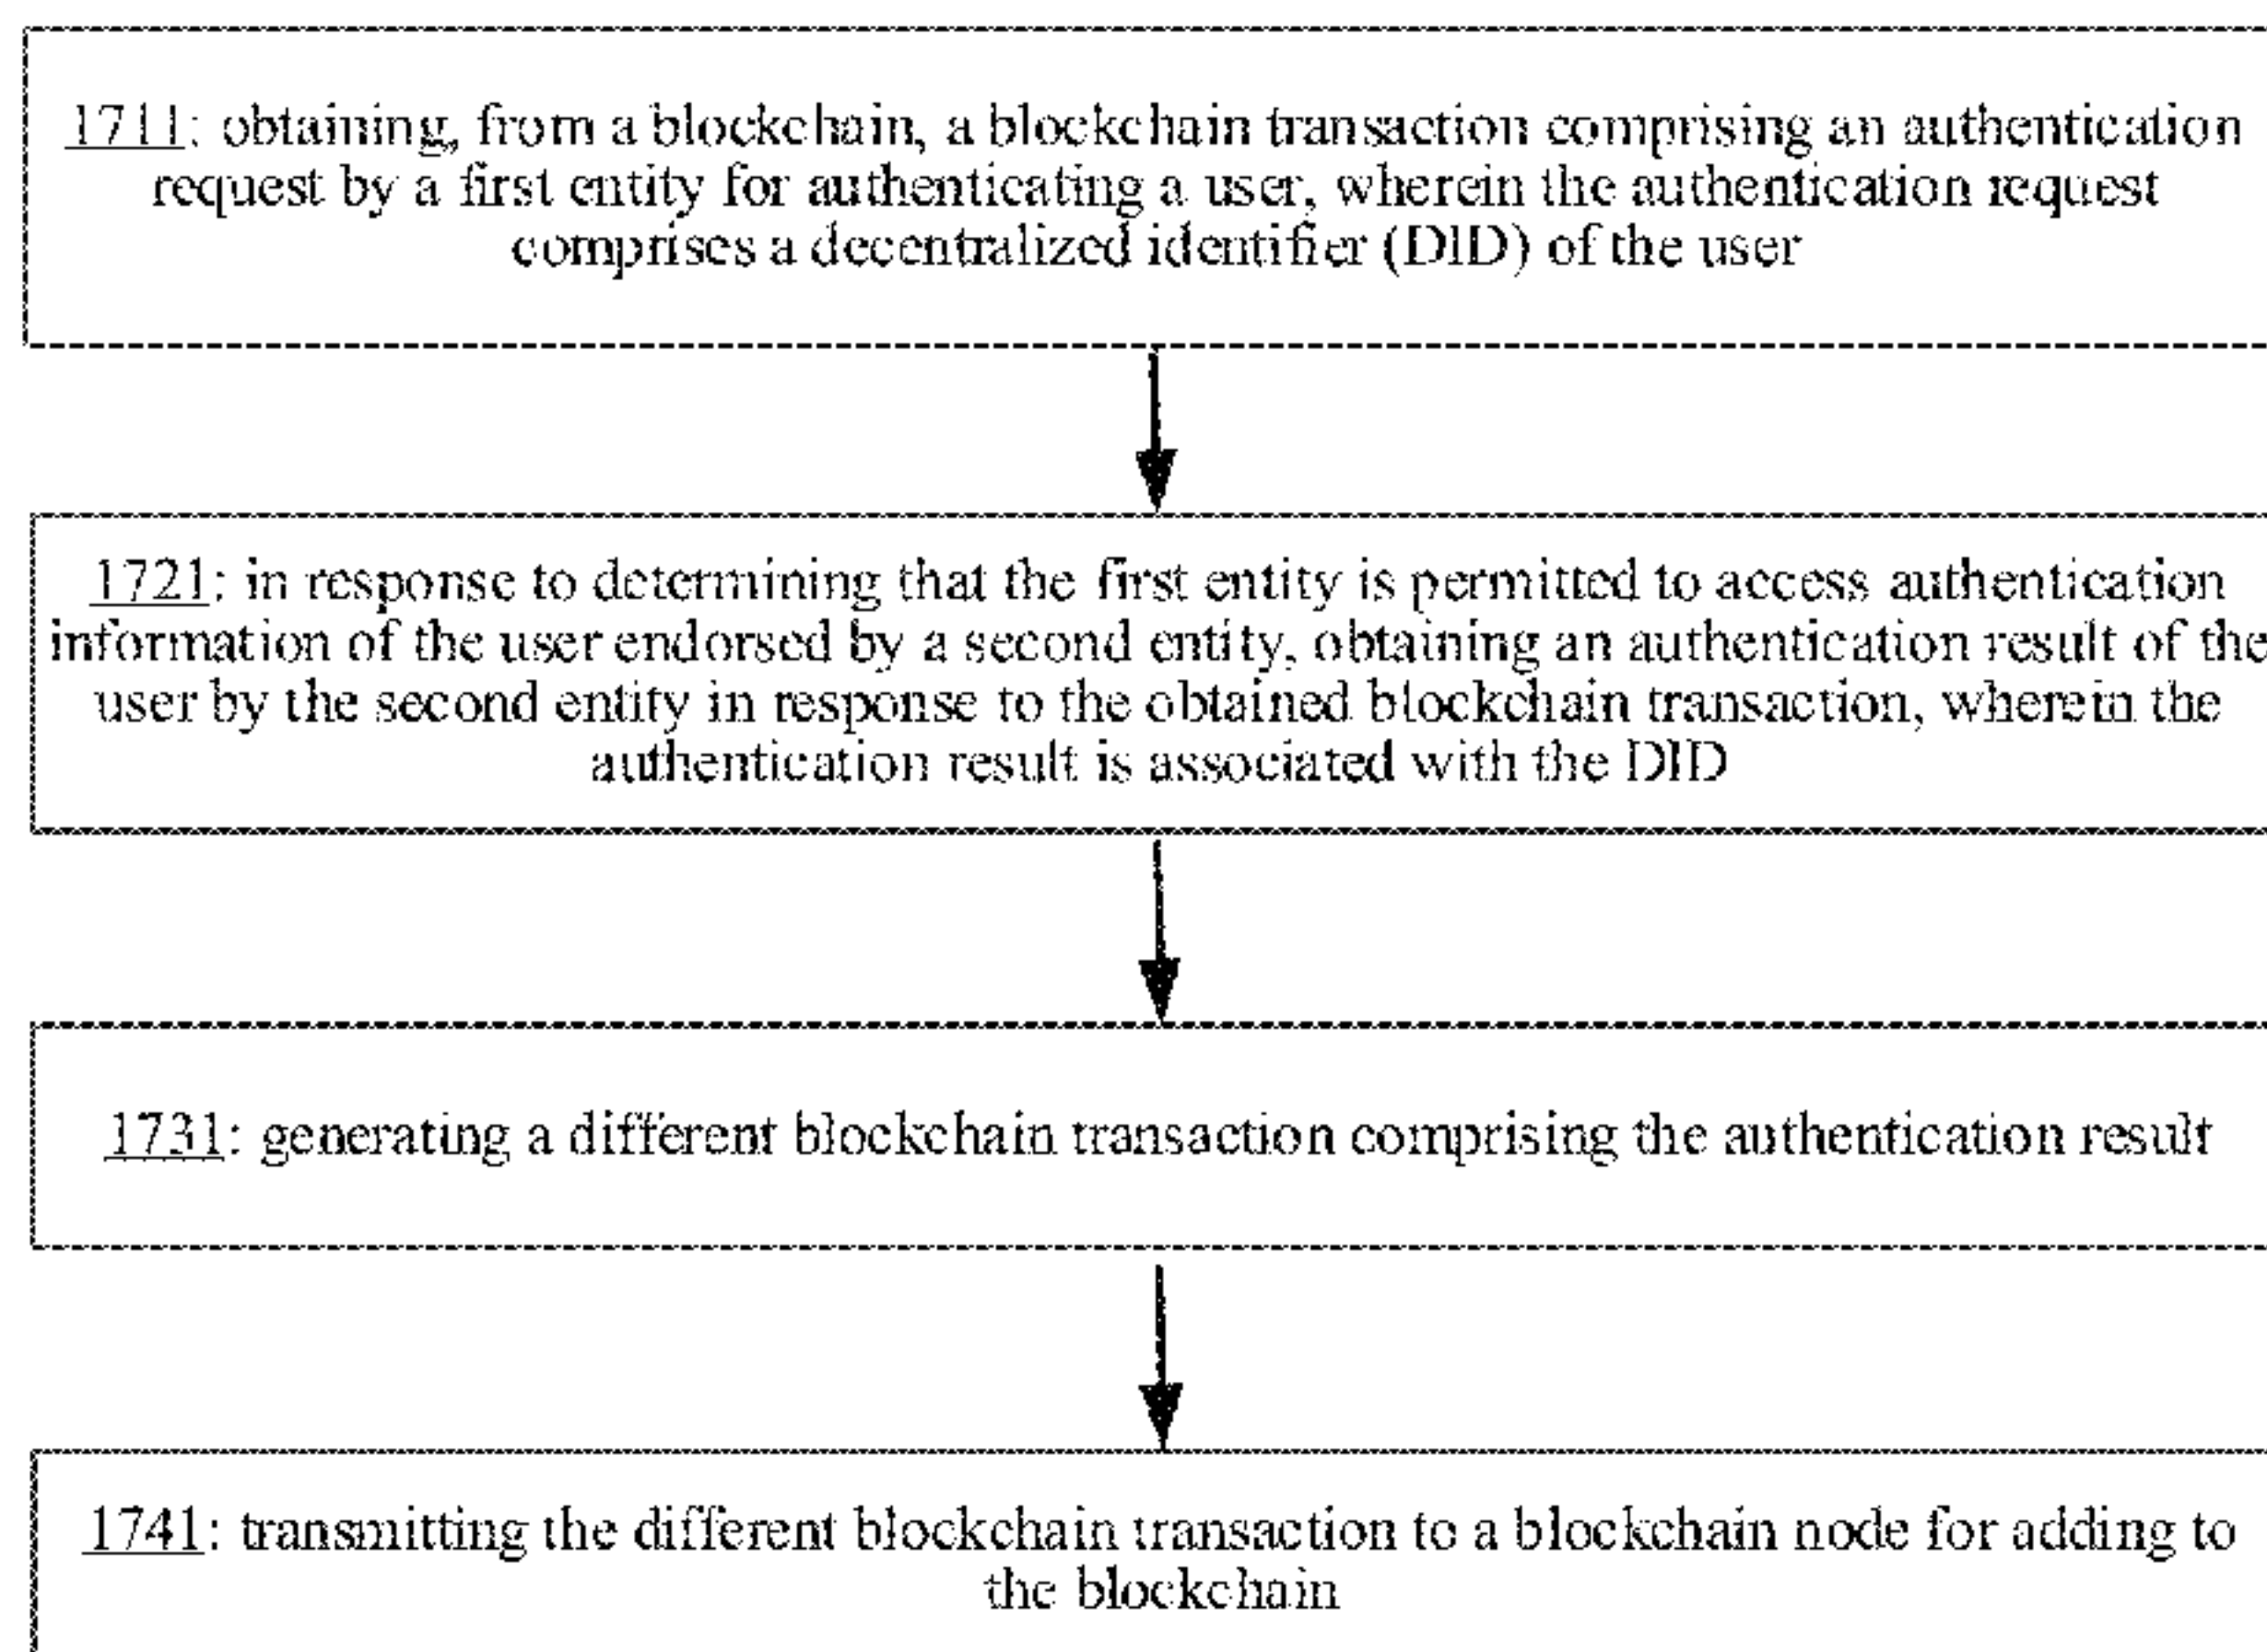 1711: obtaining, from a blockchain, a blockchain transaction comprising an authentication
request by a first entity for authenticating a user, wherein the authentication request
comprises a decentralized identifier (DID) of the user
1721: in response to determining that the first entity is permitted to access authentication
information of the user endorsed by a second entity, obtaining an authentication result of the
user by the second entity in response to the obtained blockchain transaction, wherein the
authentication result is associated with the DID
1731: generating a different blockchain transaction comprising the authentication result
1741: transmitting the different blockchain transaction to a blockchain node for adding to
the blockchain